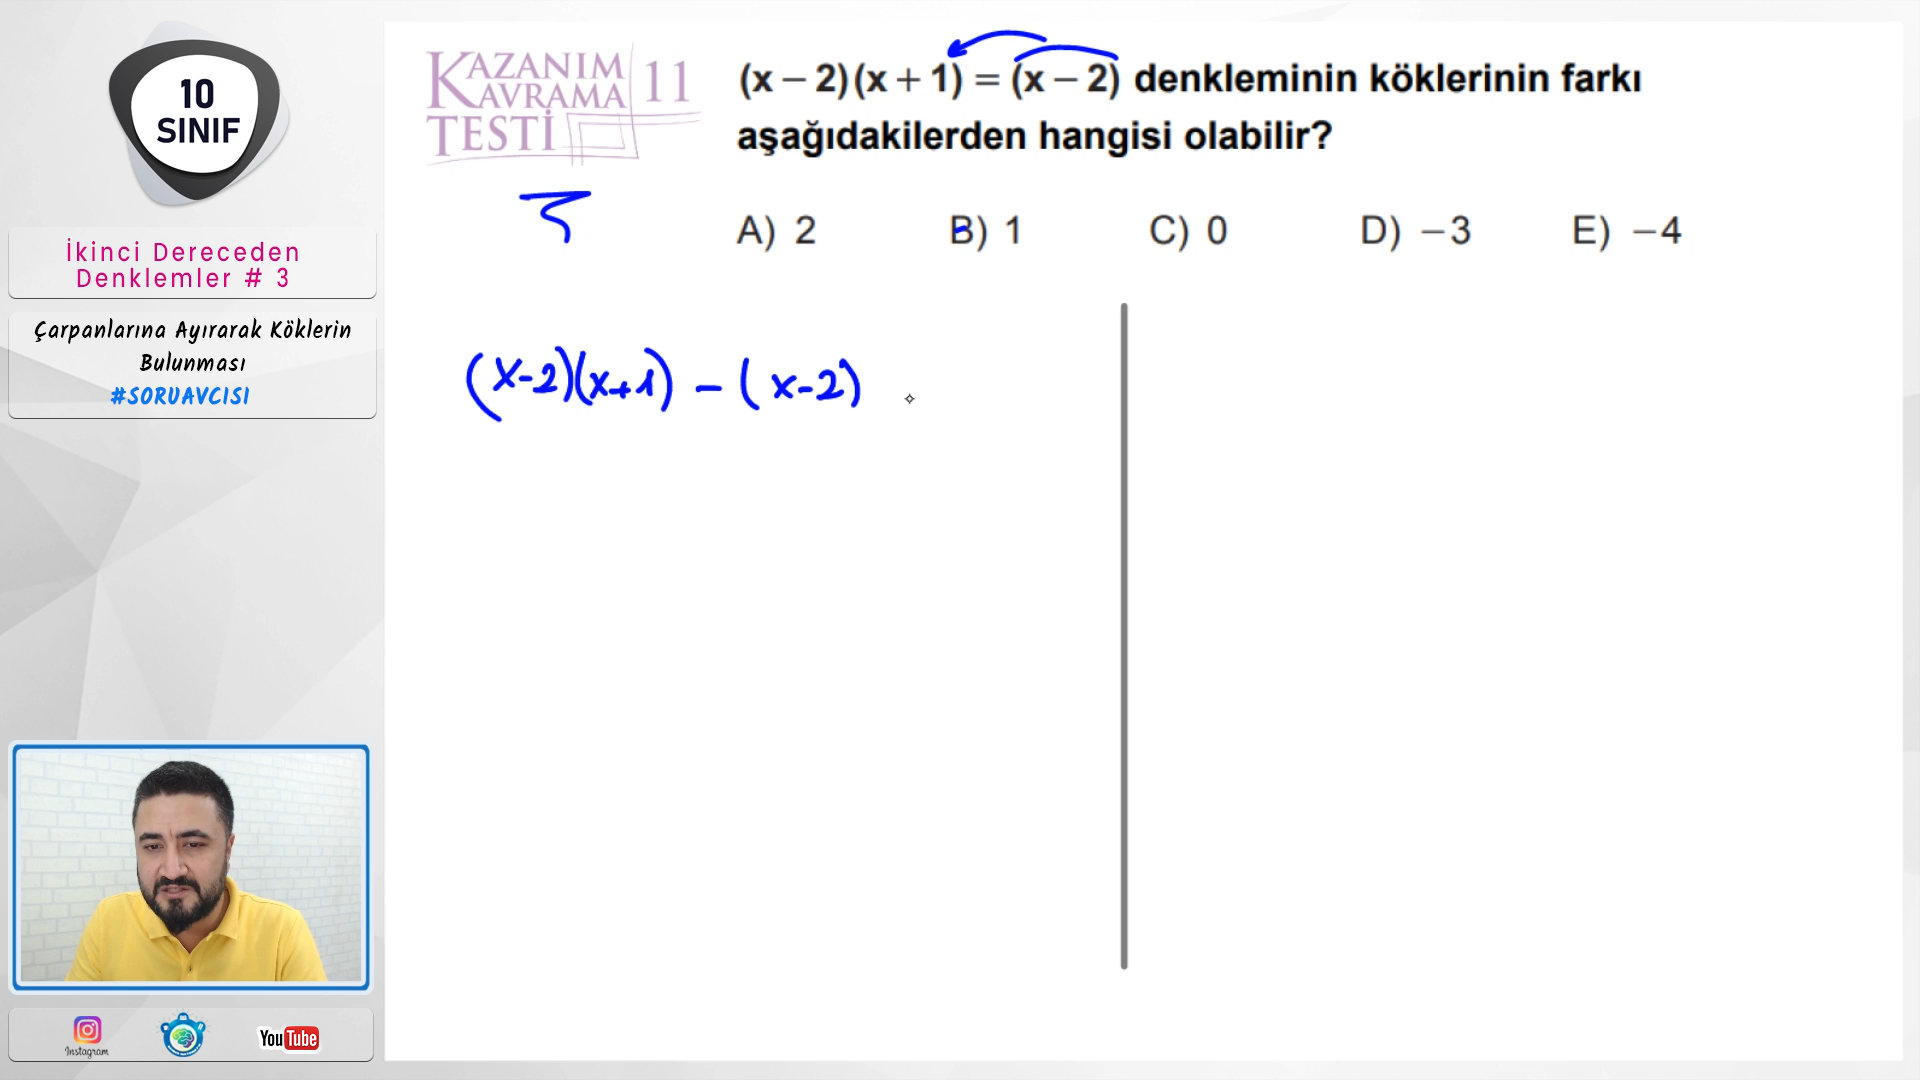 10
SINIF
İkinci Dereceden
Denklemler # 3
Çarpanlarına Ayırarak Köklerin
Bulunması
#SORUAVCISI
KAZANIM
KAVRAMA
TESTİ
11
(x − 2)(x + 1) = (x − 2) denkleminin köklerinin farkı
aşağıdakilerden hangisi olabilir?
A) 2 B) 1 C) 0 D) −3 E) −4
(x-2)(x+1) - (x-2)
Instagram
YouTube